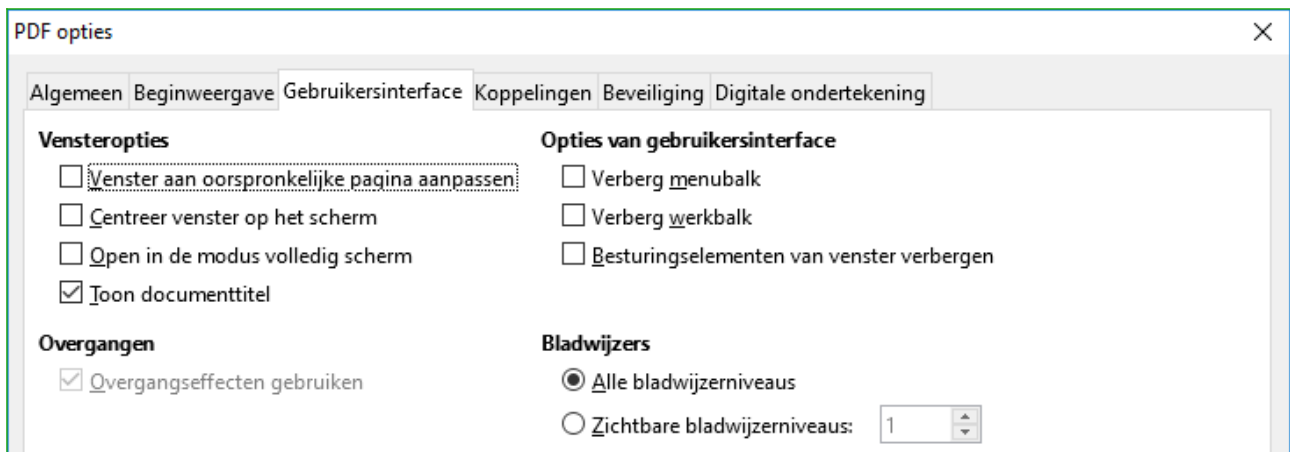 PDF opties
Algemeen Beginweergave Gebruikersinterface Koppelingen Beveiliging Digitale ondertekening
Vensteropties
Venster aan oorspronkelijke pagina aanpassen
Centreer venster op het scherm
Open in de modus volledig scherm
Toon documenttitel
Opties van gebruikersinterface
Verberg menubalk
Verberg werkbalk
Besturingselementen van venster verbergen
Overgangen
Overgangseffecten gebruiken
Bladwijzers
Alle bladwijzerniveaus
Zichtbare bladwijzerniveaus: 1